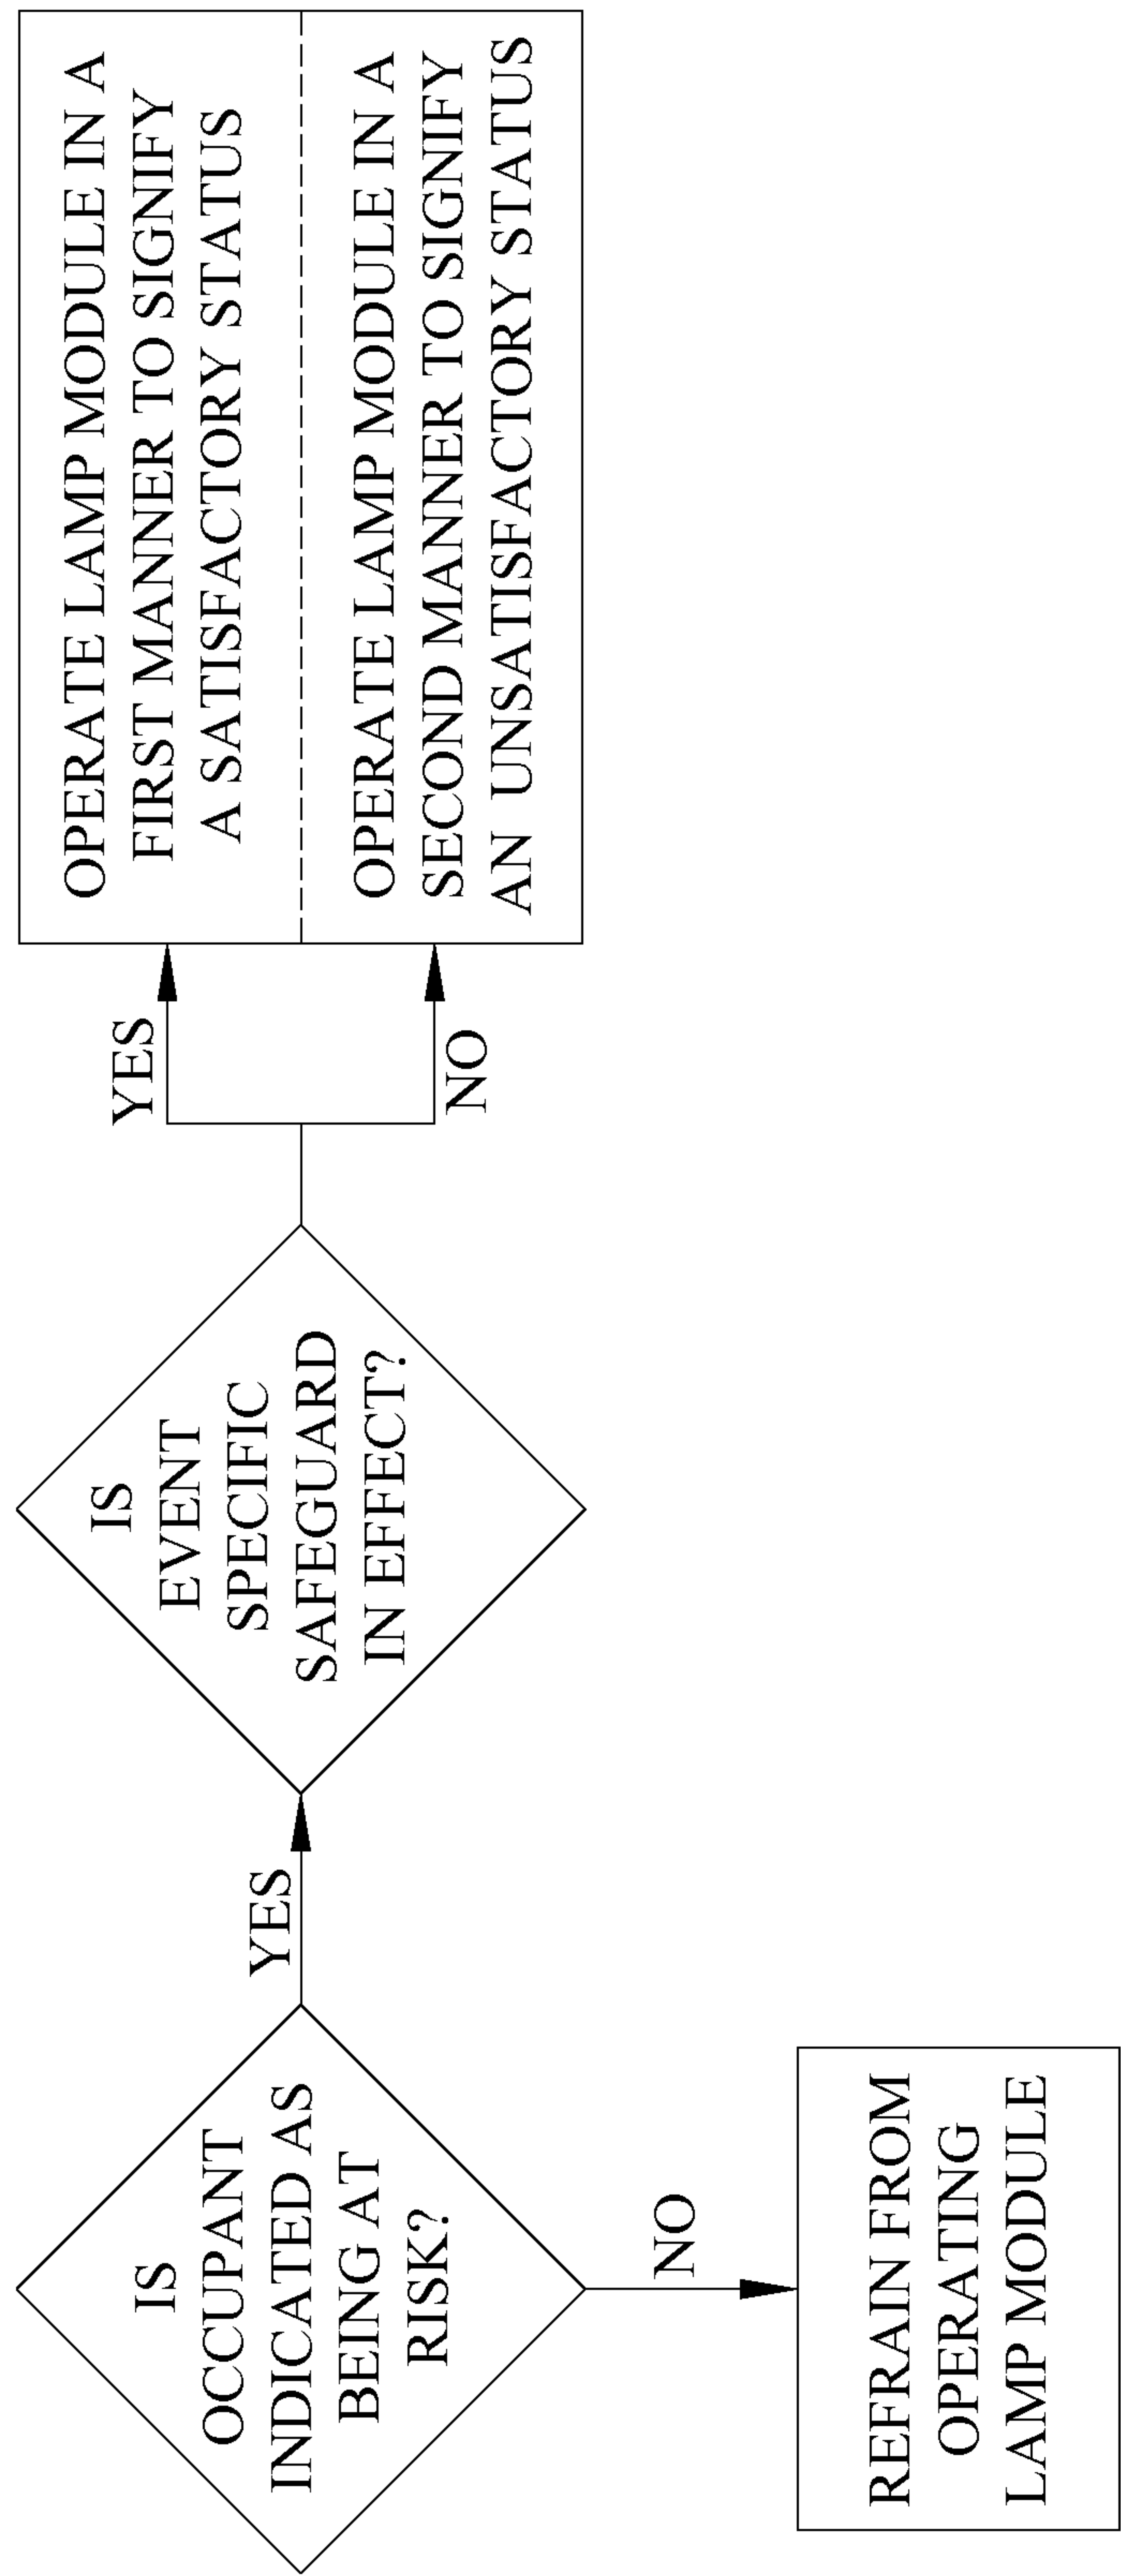 IS
OCCUPANT
INDICATED AS
BEING AT
RISK?
YES
NO
REFRAIN FROM
OPERATING
LAMP MODULE
IS
EVENT
SPECIFIC
SAFEGUARD
IN EFFECT?
YES
NO
OPERATE LAMP MODULE IN A
FIRST MANNER TO SIGNIFY
A SATISFACTORY STATUS
OPERATE LAMP MODULE IN A
SECOND MANNER TO SIGNIFY
AN UNSATISFACTORY STATUS